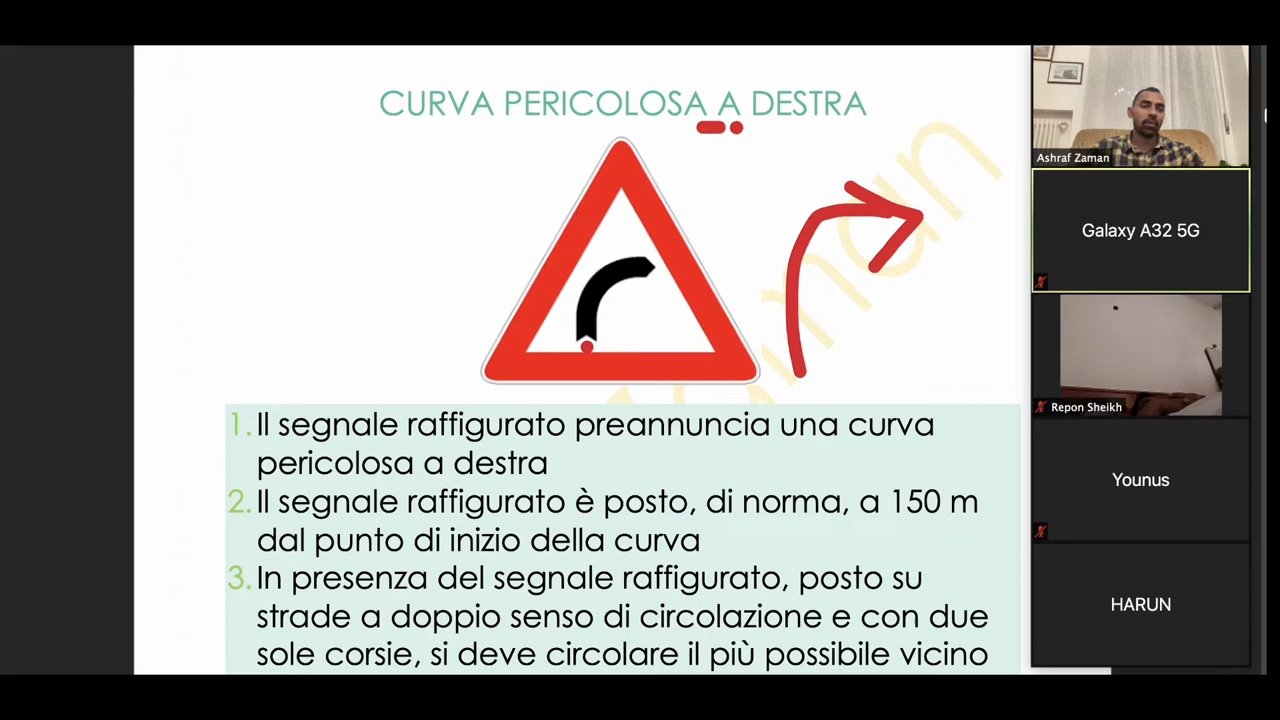 CURVA PERICOLOSA A DESTRA
1. Il segnale raffigurato preannuncia una curva
pericolosa a destra
2. Il segnale raffigurato è posto, di norma, a 150 m
dal punto di inizio della curva
3. In presenza del segnale raffigurato, posto su
strade a doppio senso di circolazione e con due
sole corsie, si deve circolare il più possibile vicino
Ashraf Zaman
Galaxy A32 5G
Repon Sheikh
Younus
HARUN